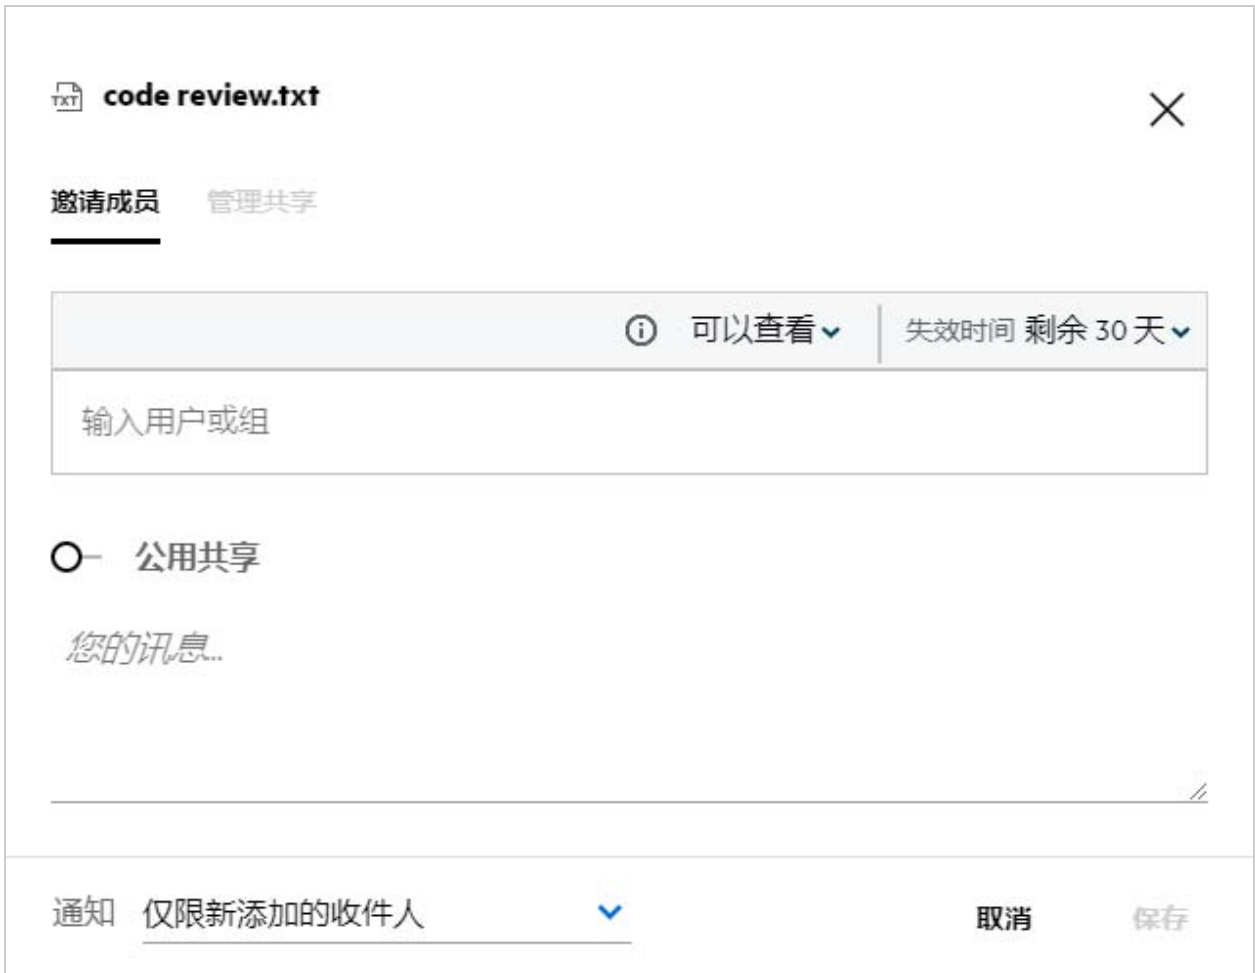 TXT code review.txt
邀请成员 管理共享
可以查看 失效时间 剩余 30 天
输入用户或组
公用共享
您的讯息...
通知 仅限新添加的收件人 取消 保存